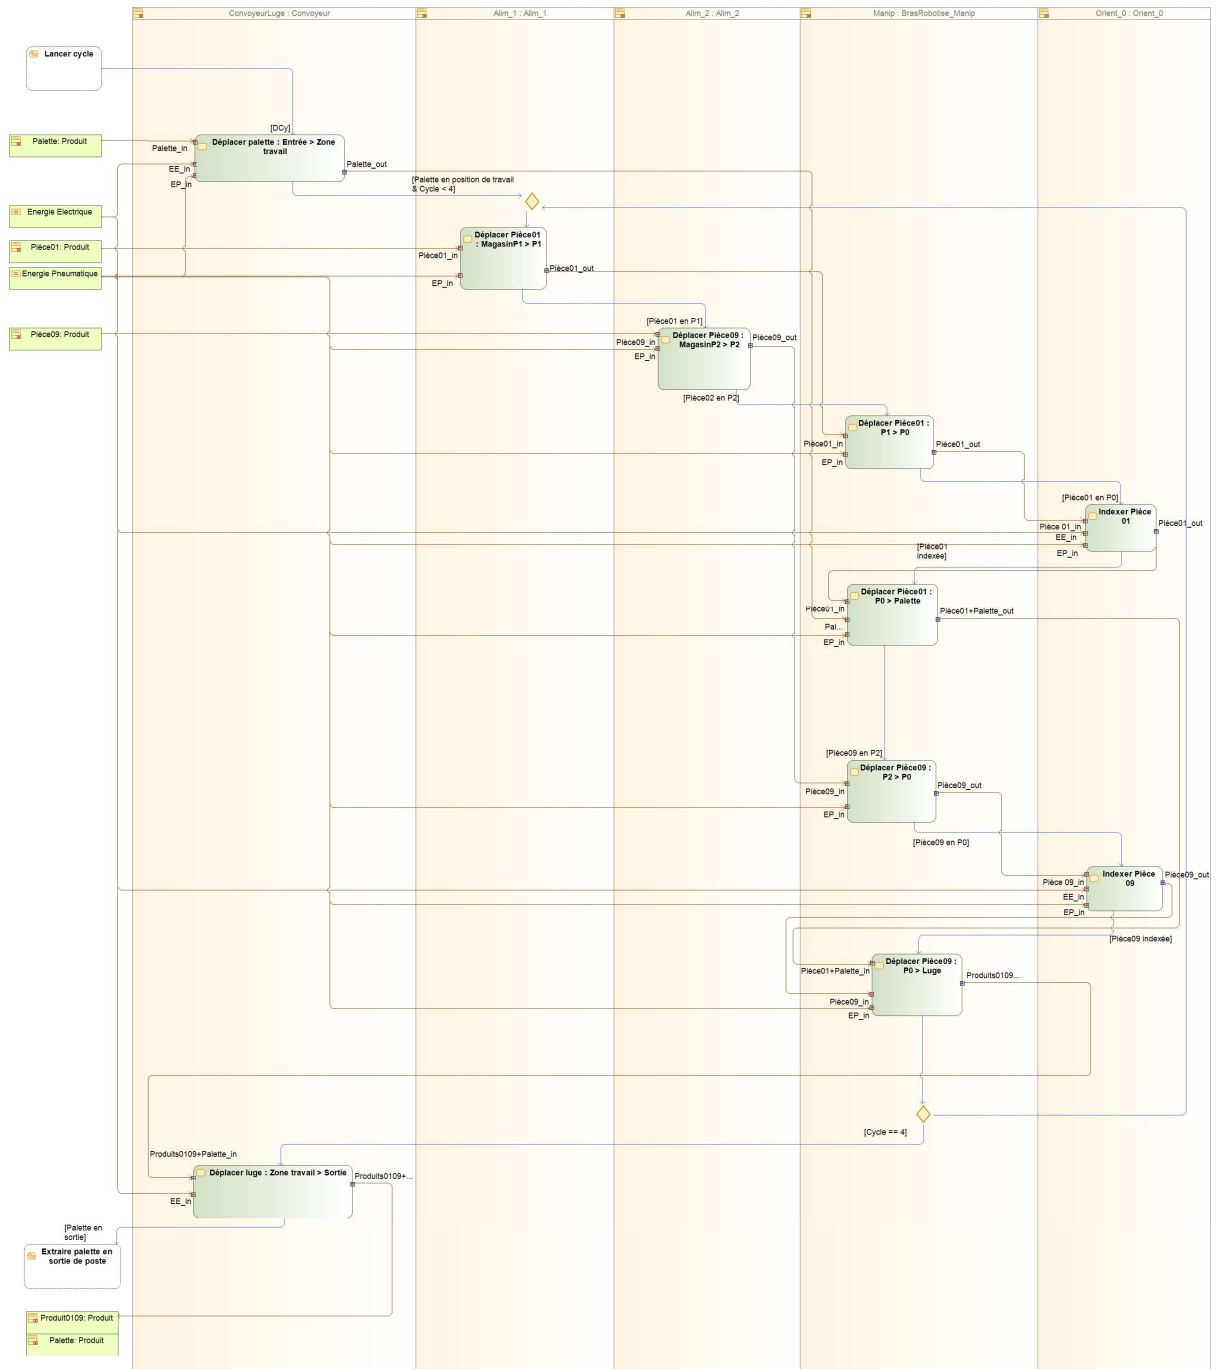 ConvoyeurLuge : Convoyeur
Alim_1 : Alim_1
Alim_2 : Alim_2
Manip : BrasRobotise_Manip
Orient_0 : Orient_0
Lancer cycle
[DCy]
Palette: Produit
Palette_in
EE_in
EP_in
Déplacer palette : Entrée > Zone
travail
Palette_out
[Palette en position de travail
& Cycle < 4]
Energie Electrique
Pièce01: Produit
Energie Pneumatique
Pièce01_in
EP_in
Déplacer Pièce01
: MagasinP1 > P1
Pièce01_out
Pièce09: Produit
[Pièce01 en P1]
Pièce09_in
EP_in
Déplacer Pièce09 :
MagasinP2 > P2
Pièce09_out
[Pièce02 en P2]
Déplacer Pièce01 :
P1 > P0
Pièce01_in
EP_in
Pièce01_out
[Pièce01 en P0]
Indexer Pièce
01
Pièce 01_in
EE_in
EP_in
Pièce01_out
[Pièce01
indexée]
Déplacer Pièce01 :
P0 > Palette
Pièce01_in
Pal...
EP_in
Pièce01+Palette_out
[Pièce09 en P2]
Déplacer Pièce09 :
P2 > P0
Pièce09_in
EP_in
Pièce09_out
[Pièce09 en P0]
Indexer Pièce
09
Pièce 09_in
EE_in
EP_in
Pièce09_out
[Pièce09 indexée]
Déplacer Pièce09 :
P0 > Luge
Pièce01+Palette_in
Pièce09_in
EP_in
Produits0109...
[Cycle == 4]
Produits0109+Palette_in
EE_in
Déplacer luge : Zone travail > Sortie
Produits0109+...
[Palette en
sortie]
Extraire palette en
sortie de poste
Produit0109: Produit
Palette: Produit